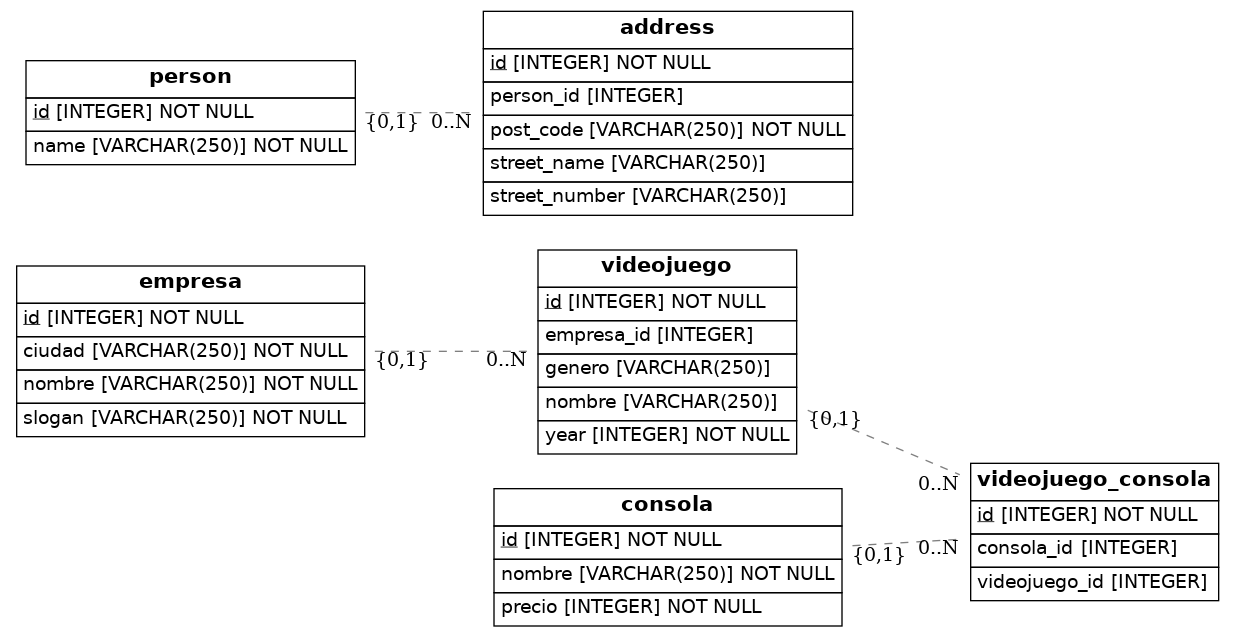 person
id [INTEGER] NOT NULL
name [VARCHAR(250)] NOT NULL
{0,1} 0..N
address
id [INTEGER] NOT NULL
person_id [INTEGER]
post_code [VARCHAR(250)] NOT NULL
street_name [VARCHAR(250)]
street_number [VARCHAR(250)]
empresa
id [INTEGER] NOT NULL
ciudad [VARCHAR(250)] NOT NULL
nombre [VARCHAR(250)] NOT NULL
slogan [VARCHAR(250)] NOT NULL
{0,1} 0..N
videojuego
id [INTEGER] NOT NULL
empresa_id [INTEGER]
genero [VARCHAR(250)]
nombre [VARCHAR(250)]
year [INTEGER] NOT NULL
{0,1}
0..N
consola
id [INTEGER] NOT NULL
nombre [VARCHAR(250)] NOT NULL
precio [INTEGER] NOT NULL
{0,1} 0..N
videojuego_consola
id [INTEGER] NOT NULL
consola_id [INTEGER]
videojuego_id [INTEGER]